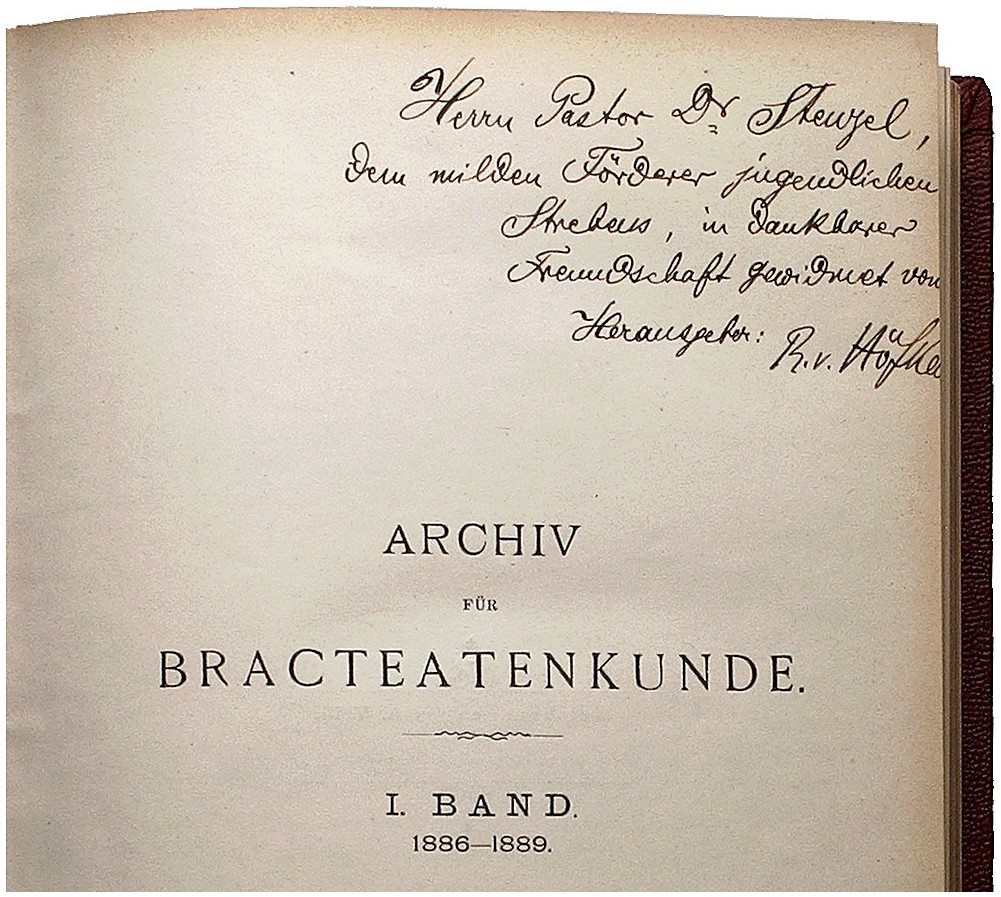 Herrn Pastor Dr Stenzel,
dem milden Förderer jugendlichen
Strebens, in dankbarer
Freundschaft gewidmet von
Herausgeber: R. v. Höfken
ARCHIV
FÜR
BRACTEATENKUNDE.
I. BAND.
1886—1889.